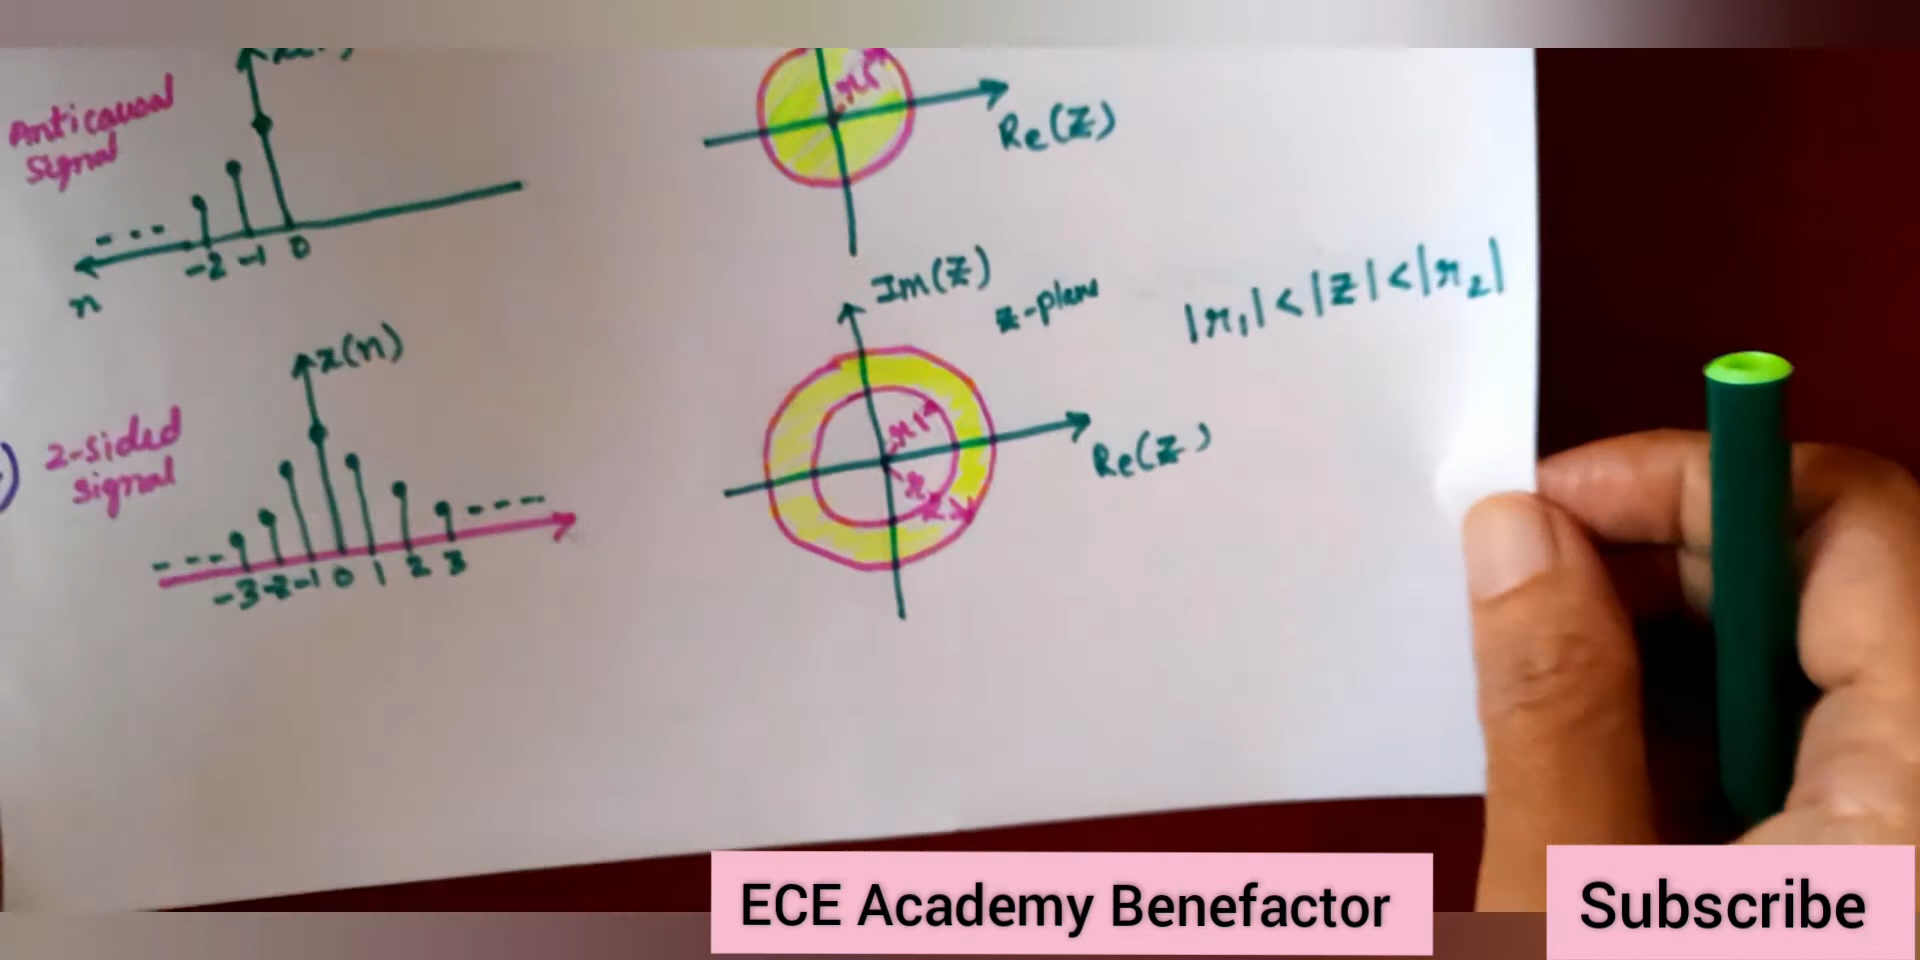 Anticausal
Signal
Re(z)
--- -2 -1 0
n
Im(z)
z-plane
|r1| < |z| < |r2|
x(n)
2-sided
signal
r1
Re(z)
--- -3 -2 -1 0 1 2 3 ----
ECE Academy Benefactor
Subscribe